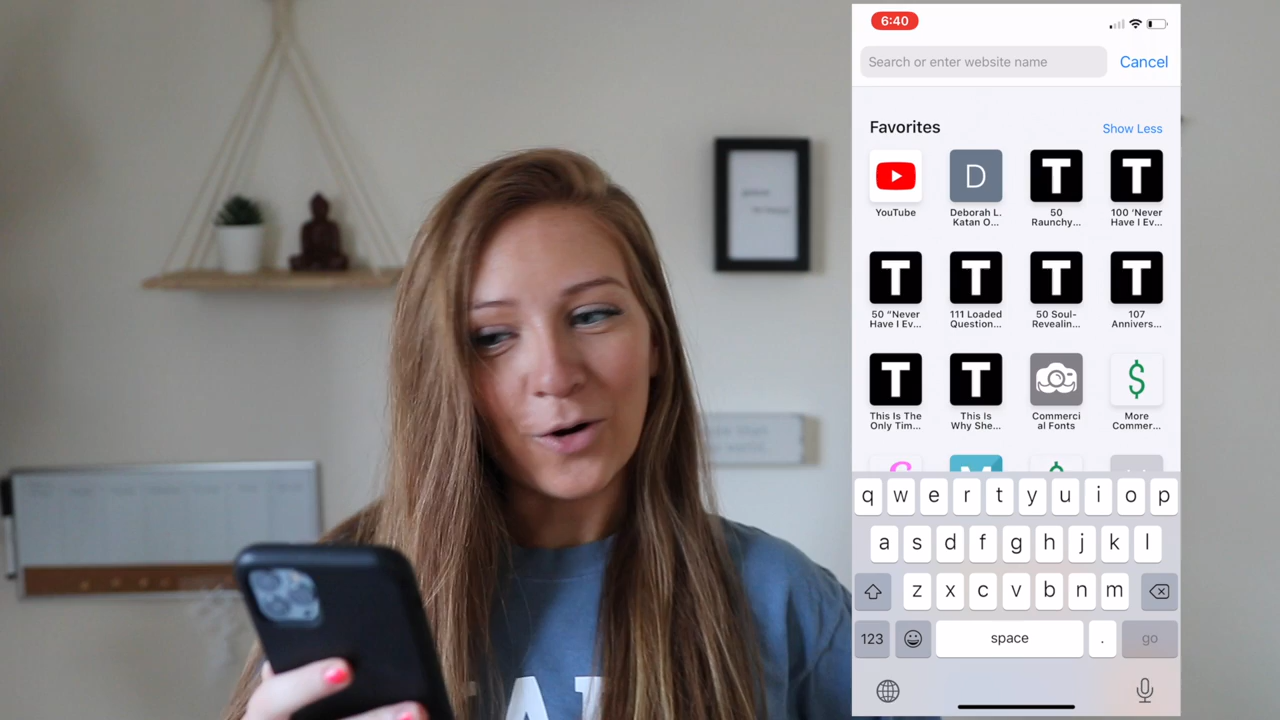 6:40
Search or enter website name
Cancel
Favorites
Show Less
D
T
T
YouTube
Deborah L.
Katan O...
50
Raunchy...
100 ‘Never
Have I Ev...
T
T
T
T
50 “Never
Have I Ev...
111 Loaded
Question...
50 Soul-
Revealin...
107
Annivers...
T
T
$
This Is The
Only Tim...
This Is
Why She...
Commerci
al Fonts
More
Commer...
q w e r t y u i o p
a s d f g h j k l
z x c v b n m
123
space
.
go